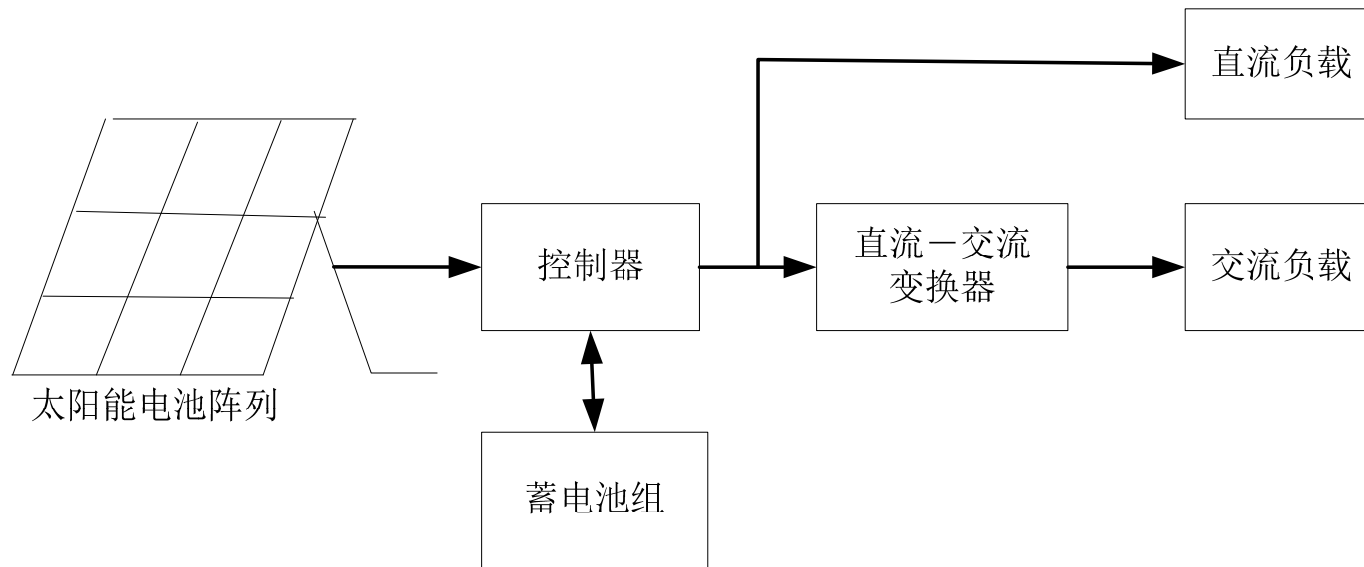 直流负载
控制器
直流－交流
变换器
交流负载
太阳能电池阵列
蓄电池组